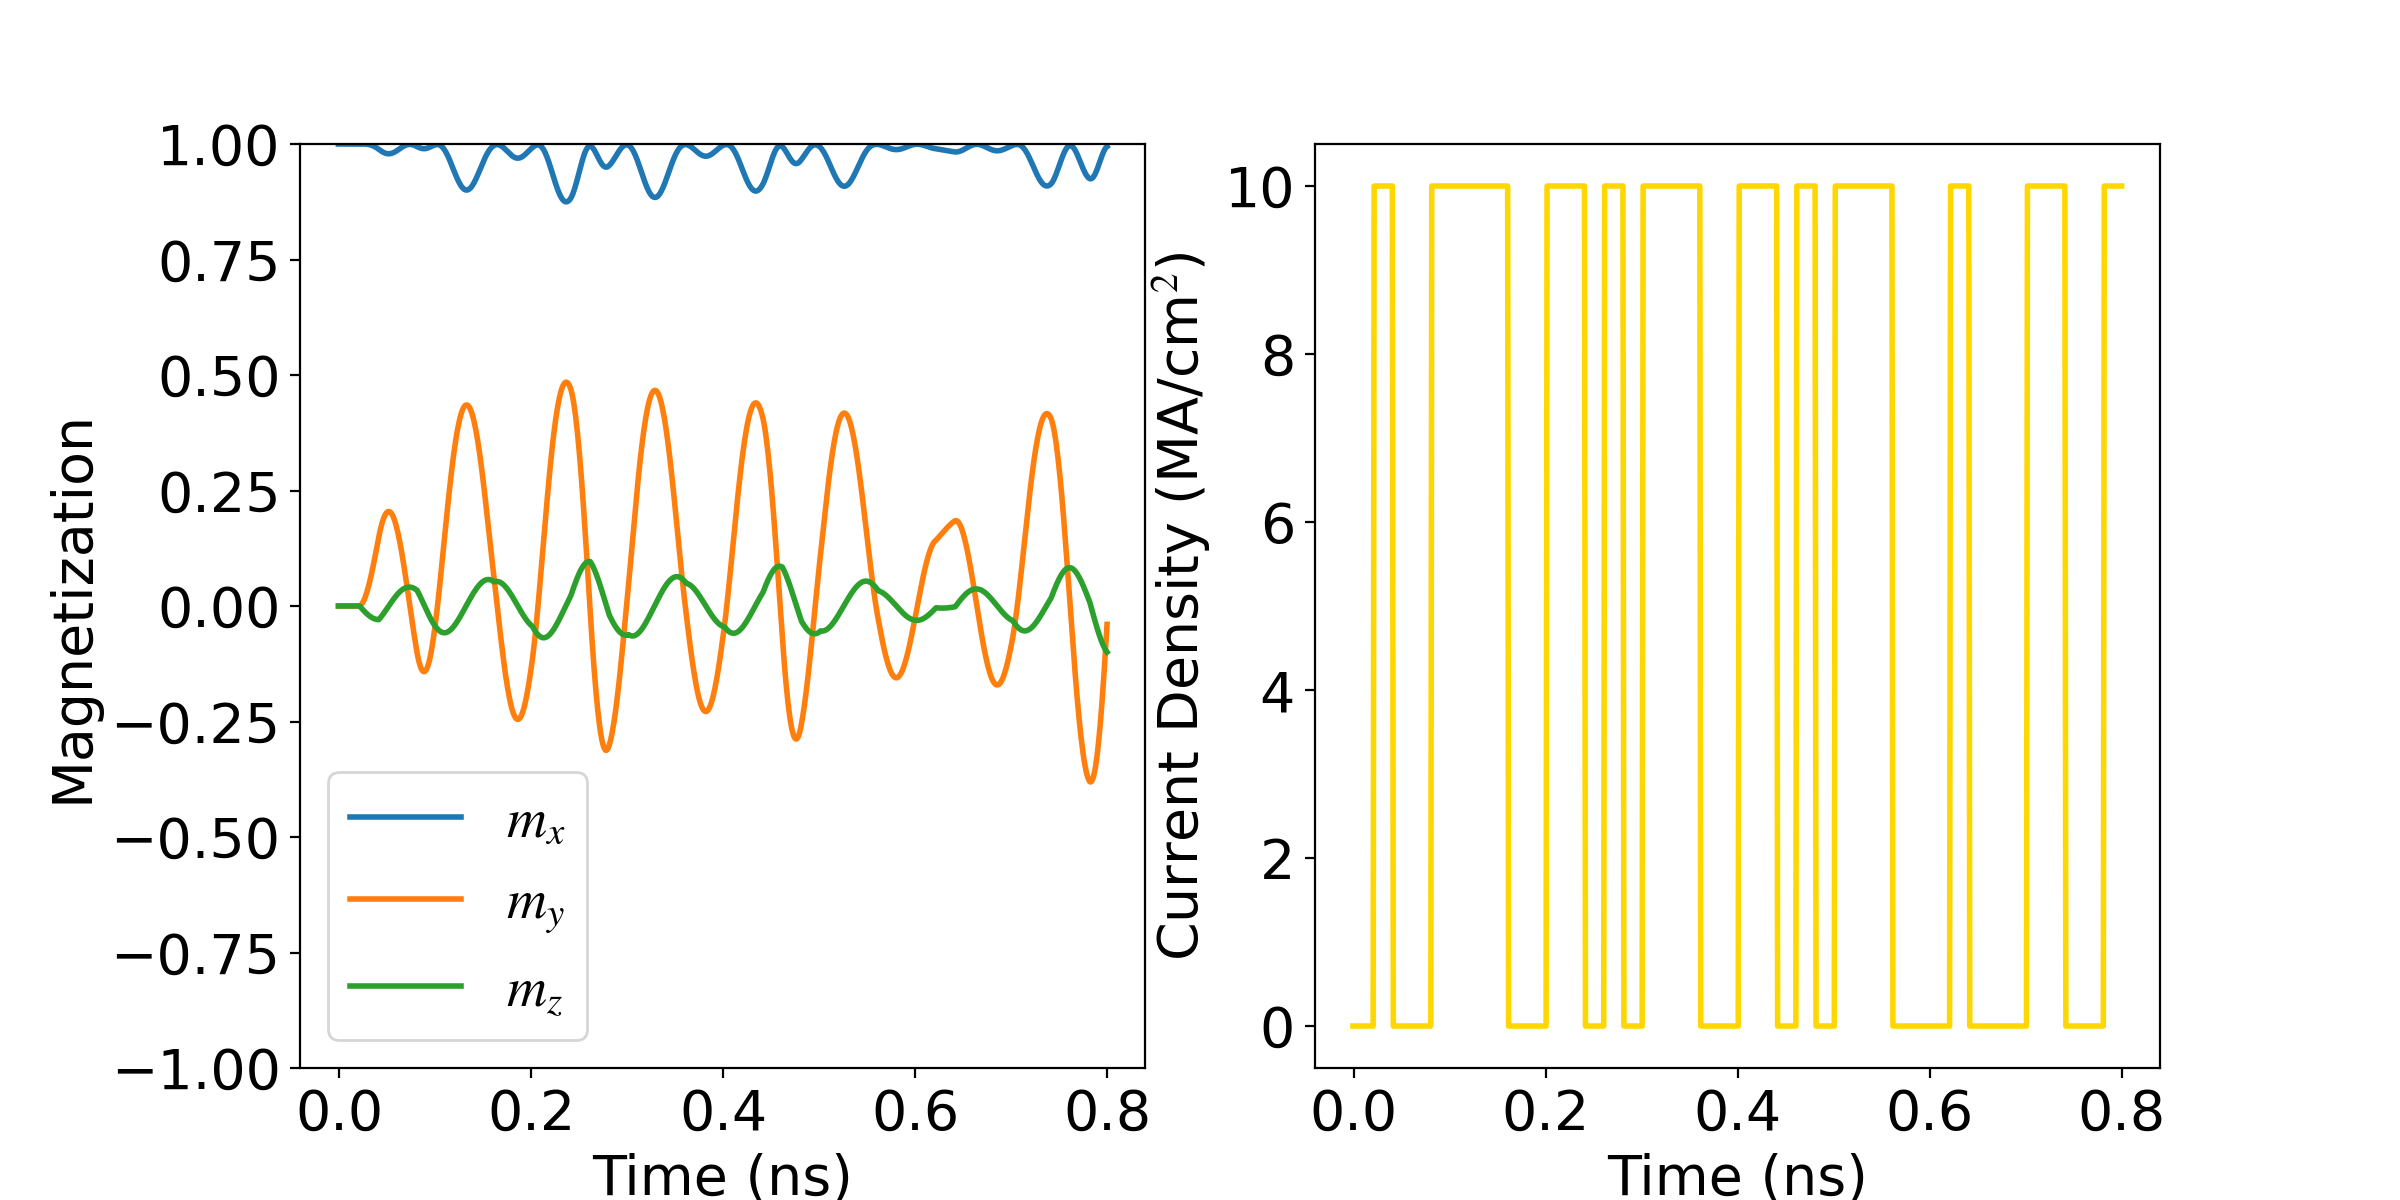 1.00
0.75
0.50
0.25
0.00
−0.25
−0.50
−0.75
−1.00
Magnetization
m_x
m_y
m_z
0.0 0.2 0.4 0.6 0.8
Time (ns)
10
8
6
4
2
0
Current Density (MA/cm²)
0.0 0.2 0.4 0.6 0.8
Time (ns)